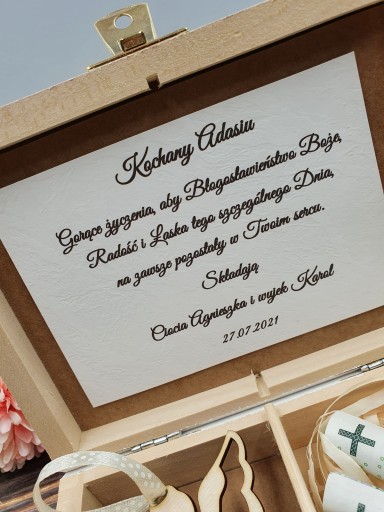 Kochany Adasiu
Gorące życzenia, aby Błogosławieństwo Boże,
Radość i Łaska tego szczególnego Dnia,
na zawsze pozostały w Twoim sercu.
Składają
Ciocia Agnieszka i wujek Karol
27.07.2021